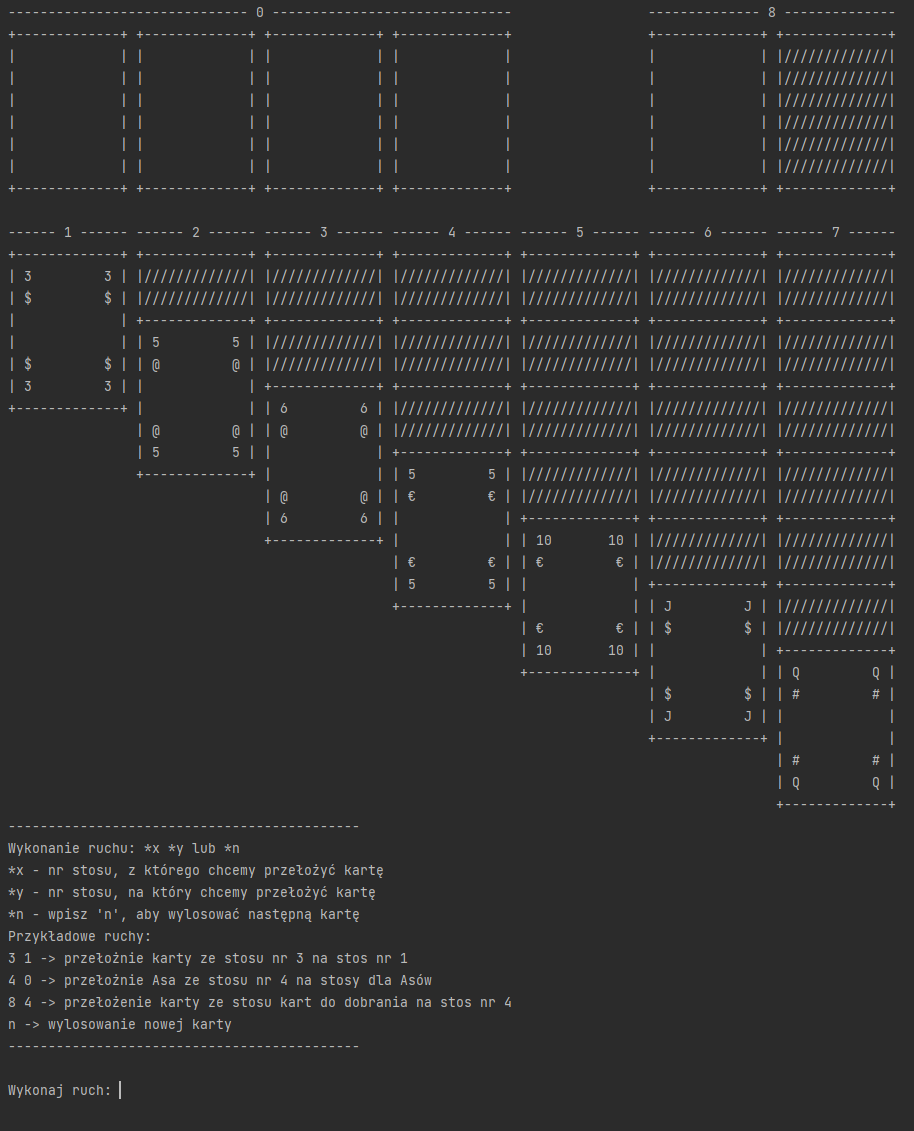 ------------------------------ 0 ------------------------------ -------------- 8 --------------
+-------------+ +-------------+ +-------------+ +-------------+                 +-------------+ +-------------+
|             | |             | |             | |             |                 |             | |/////////////|
|             | |             | |             | |             |                 |             | |/////////////|
|             | |             | |             | |             |                 |             | |/////////////|
|             | |             | |             | |             |                 |             | |/////////////|
|             | |             | |             | |             |                 |             | |/////////////|
|             | |             | |             | |             |                 |             | |/////////////|
+-------------+ +-------------+ +-------------+ +-------------+                 +-------------+ +-------------+
------ 1 ------ ------ 2 ------ ------ 3 ------ ------ 4 ------ ------ 5 ------ ------ 6 ------ ------ 7 ------
+-------------+ +-------------+ +-------------+ +-------------+ +-------------+ +-------------+ +-------------+
| 3         3 | |/////////////| |/////////////| |/////////////| |/////////////| |/////////////| |/////////////|
| $         $ | |/////////////| |/////////////| |/////////////| |/////////////| |/////////////| |/////////////|
|             | +-------------+ +-------------+ +-------------+ +-------------+ +-------------+ +-------------+
|             | | 5         5 | |/////////////| |/////////////| |/////////////| |/////////////| |/////////////|
| $         $ | | @         @ | |/////////////| |/////////////| |/////////////| |/////////////| |/////////////|
| 3         3 | |             | +-------------+ +-------------+ +-------------+ +-------------+ +-------------+
+-------------+ |             | | 6         6 | |/////////////| |/////////////| |/////////////| |/////////////|
                | @         @ | | @         @ | |/////////////| |/////////////| |/////////////| |/////////////|
                | 5         5 | |             | +-------------+ +-------------+ +-------------+ +-------------+
                +-------------+ |             | | 5         5 | |/////////////| |/////////////| |/////////////|
                                | @         @ | | €         € | |/////////////| |/////////////| |/////////////|
                                | 6         6 | |             | +-------------+ +-------------+ +-------------+
                                +-------------+ |             | | 10       10 | |/////////////| |/////////////|
                                                | €         € | | €         € | |/////////////| |/////////////|
                                                | 5         5 | |             | +-------------+ +-------------+
                                                +-------------+ |             | | J         J | |/////////////|
                                                                | €         € | | $         $ | |/////////////|
                                                                | 10       10 | |             | +-------------+
                                                                +-------------+ |             | | Q         Q |
                                                                                | $         $ | | #         # |
                                                                                | J         J | |             |
                                                                                +-------------+ |             |
                                                                                                | #         # |
                                                                                                | Q         Q |
                                                                                                +-------------+
--------------------------------------------
Wykonanie ruchu: *x *y lub *n
*x - nr stosu, z którego chcemy przełożyć kartę
*y - nr stosu, na który chcemy przełożyć kartę
*n - wpisz 'n', aby wylosować następną kartę
Przykładowe ruchy:
3 1 -> przełożnie karty ze stosu nr 3 na stos nr 1
4 0 -> przełożnie Asa ze stosu nr 4 na stosy dla Asów
8 4 -> przełożenie karty ze stosu kart do dobrania na stos nr 4
n -> wylosowanie nowej karty
--------------------------------------------
Wykonaj ruch: